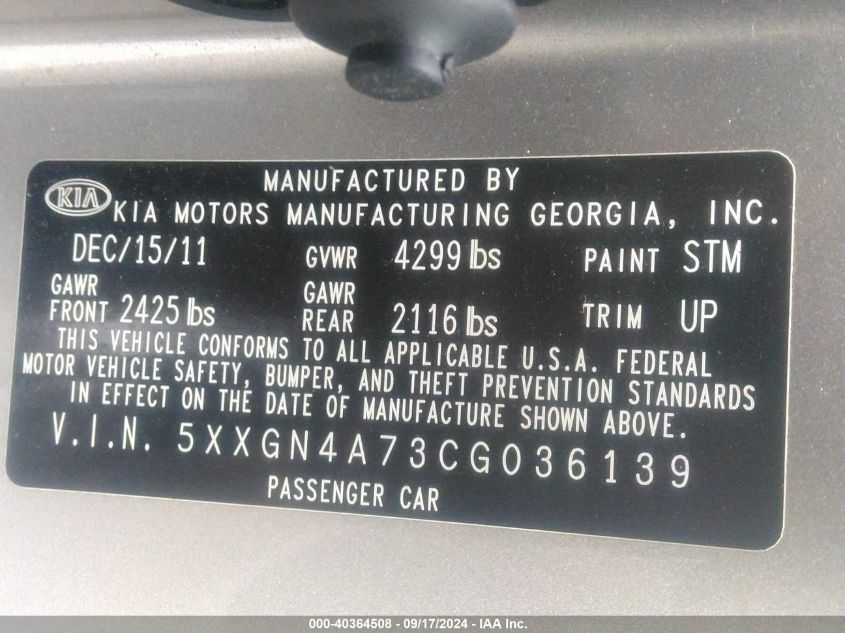 MANUFACTURED BY
KIA KIA MOTORS MANUFACTURING GEORGIA, INC.
DEC/15/11 GVWR 4299 lbs PAINT STM
GAWR FRONT 2425 lbs GAWR REAR 2116 lbs TRIM UP
THIS VEHICLE CONFORMS TO ALL APPLICABLE U.S.A. FEDERAL
MOTOR VEHICLE SAFETY, BUMPER, AND THEFT PREVENTION STANDARDS
IN EFFECT ON THE DATE OF MANUFACTURE SHOWN ABOVE.
V.I.N. 5XXGN4A73CG036139
PASSENGER CAR
000-40364508 - 09/17/2024 - IAA Inc.